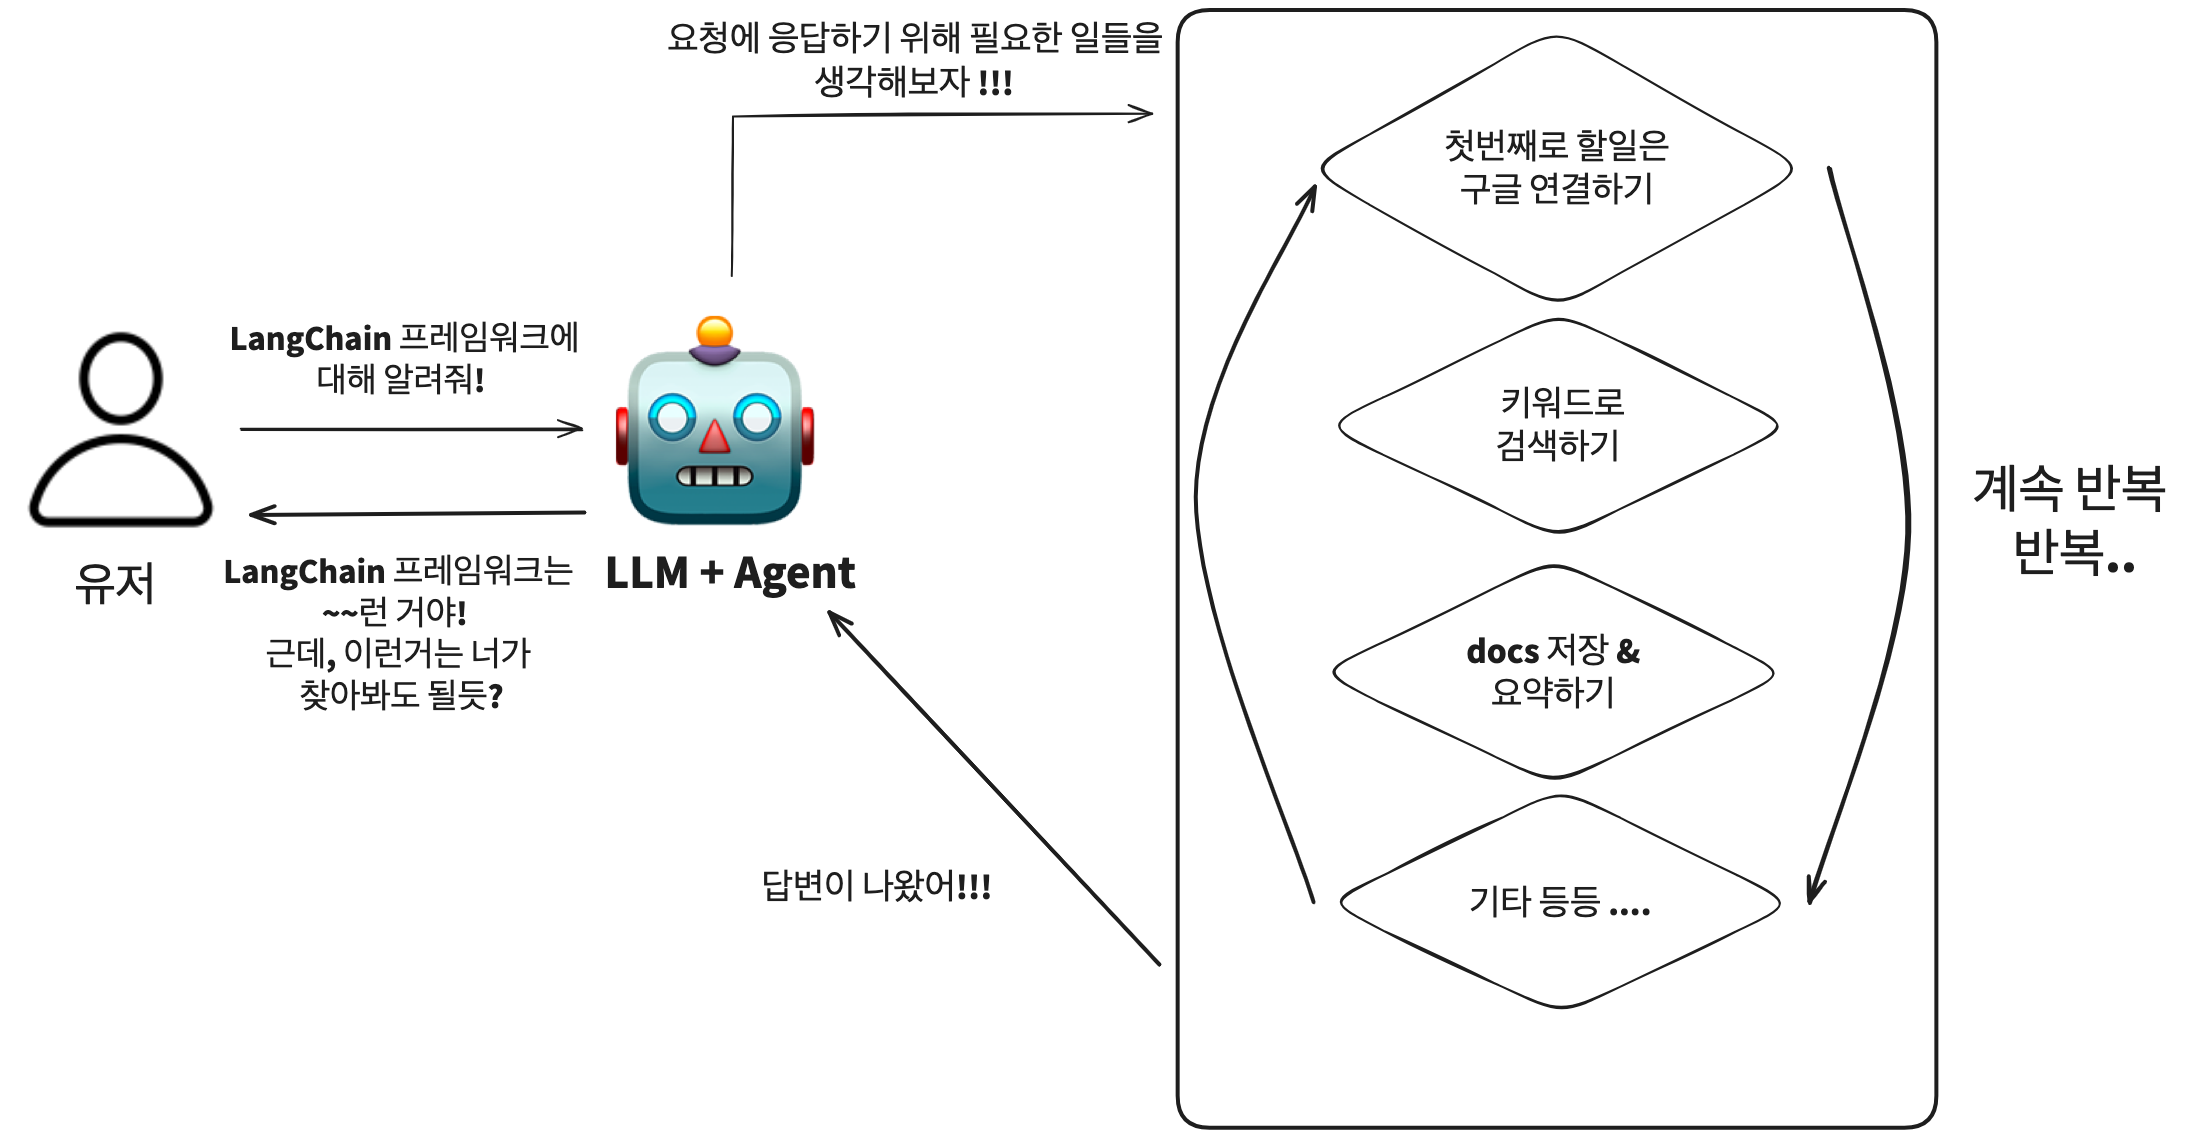 요청에 응답하기 위해 필요한 일들을
생각해보자 !!!
첫번째로 할일은
구글 연결하기
LangChain 프레임워크에
대해 알려줘!
키워드로
검색하기
계속 반복
반복..
유저
LLM + Agent
LangChain 프레임워크는
~~런 거야!
근데, 이런거는 너가
찾아봐도 될듯?
docs 저장 &
요약하기
답변이 나왔어!!!
기타 등등 ....